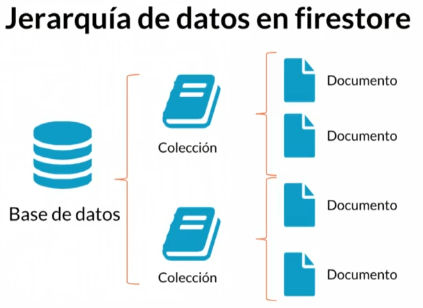 Jerarquía de datos en firestore
Documento
Colección
Documento
Base de datos
Documento
Colección
Documento